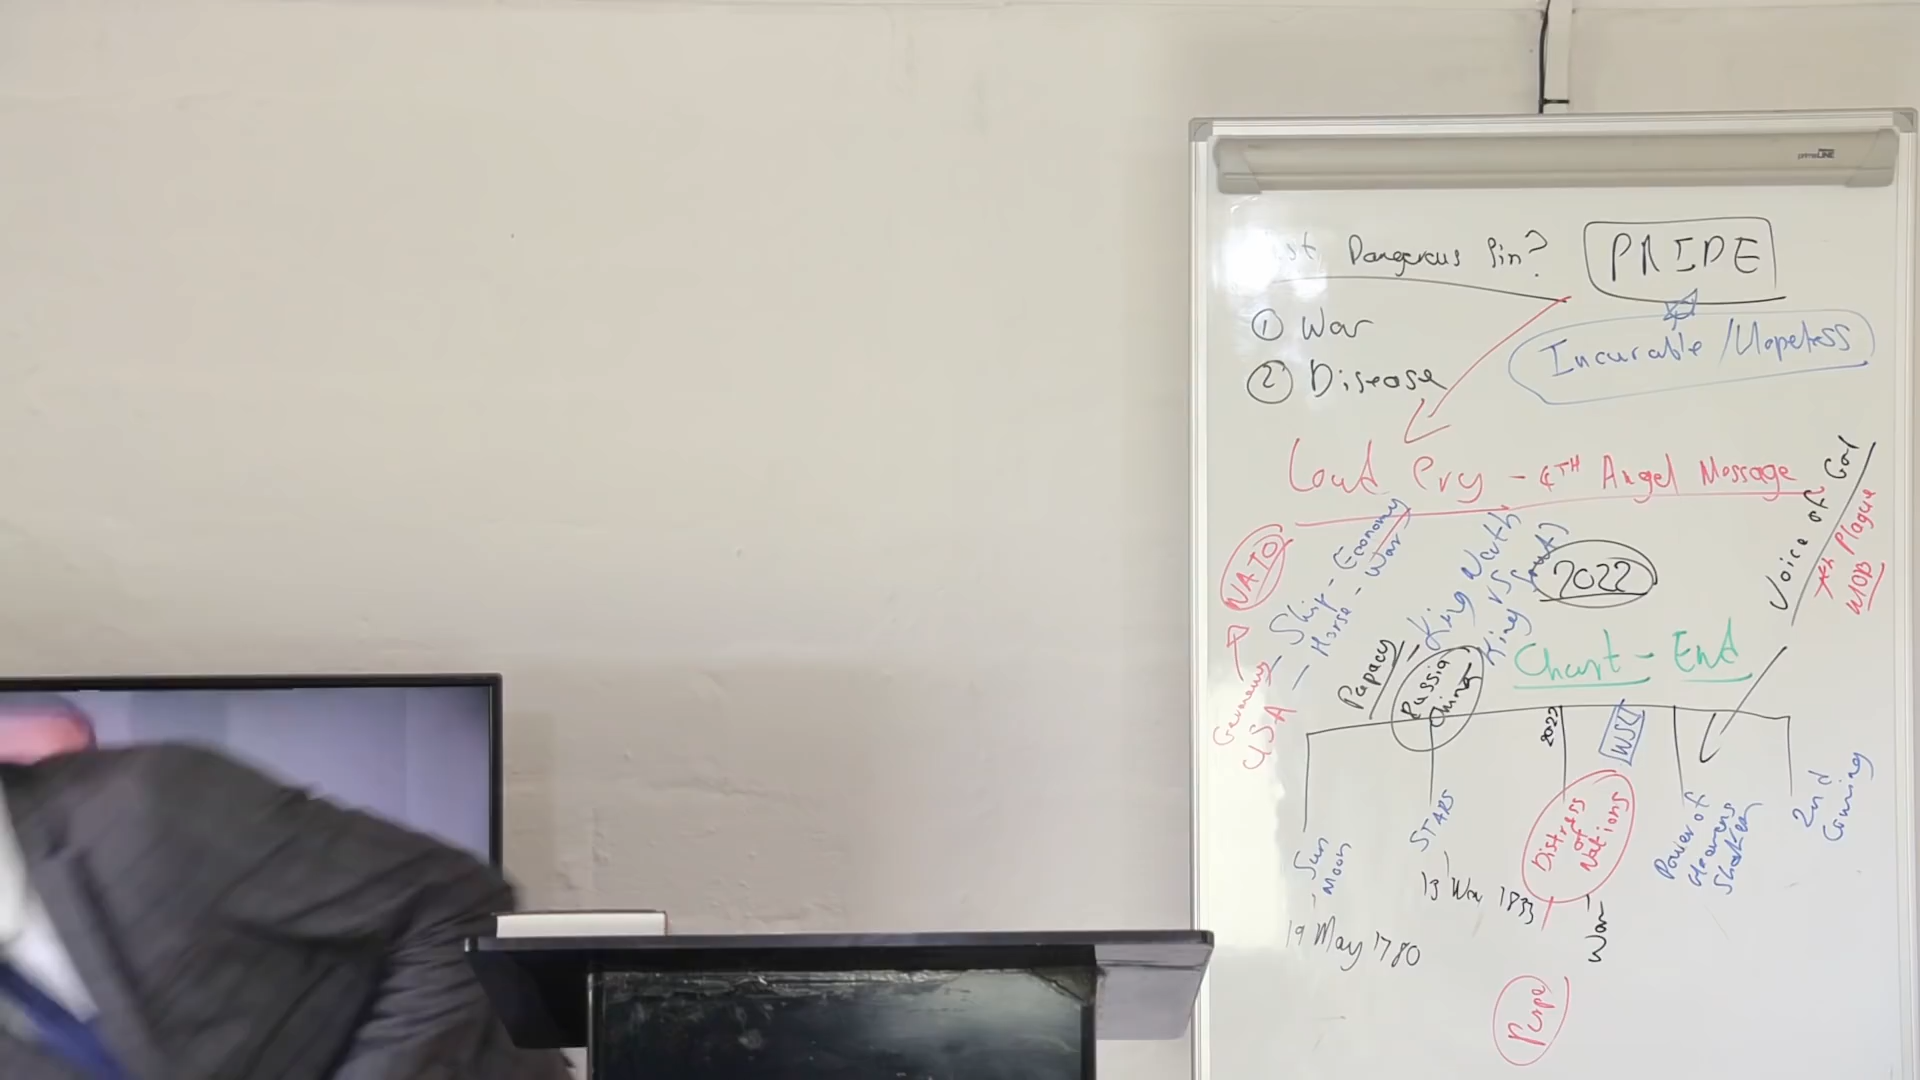 primeLINE
Dangerous Sin? PRIDE
① War
② Disease
Incurable / Hopeless
Loud Cry - 4TH Angel Message
NATO
Germany
USA
Ship - Economy
Horse - War
Papacy
King North
vs
King South
Russia
China
2022
Voice of God
7th Plague
WOB
Chart - End
2022
WSL
Sun
Moon
19 May 1780
STARS
13 Nov 1833
Distress
of
Nations
War
Power of
Heavens
Shaken
2nd
Coming